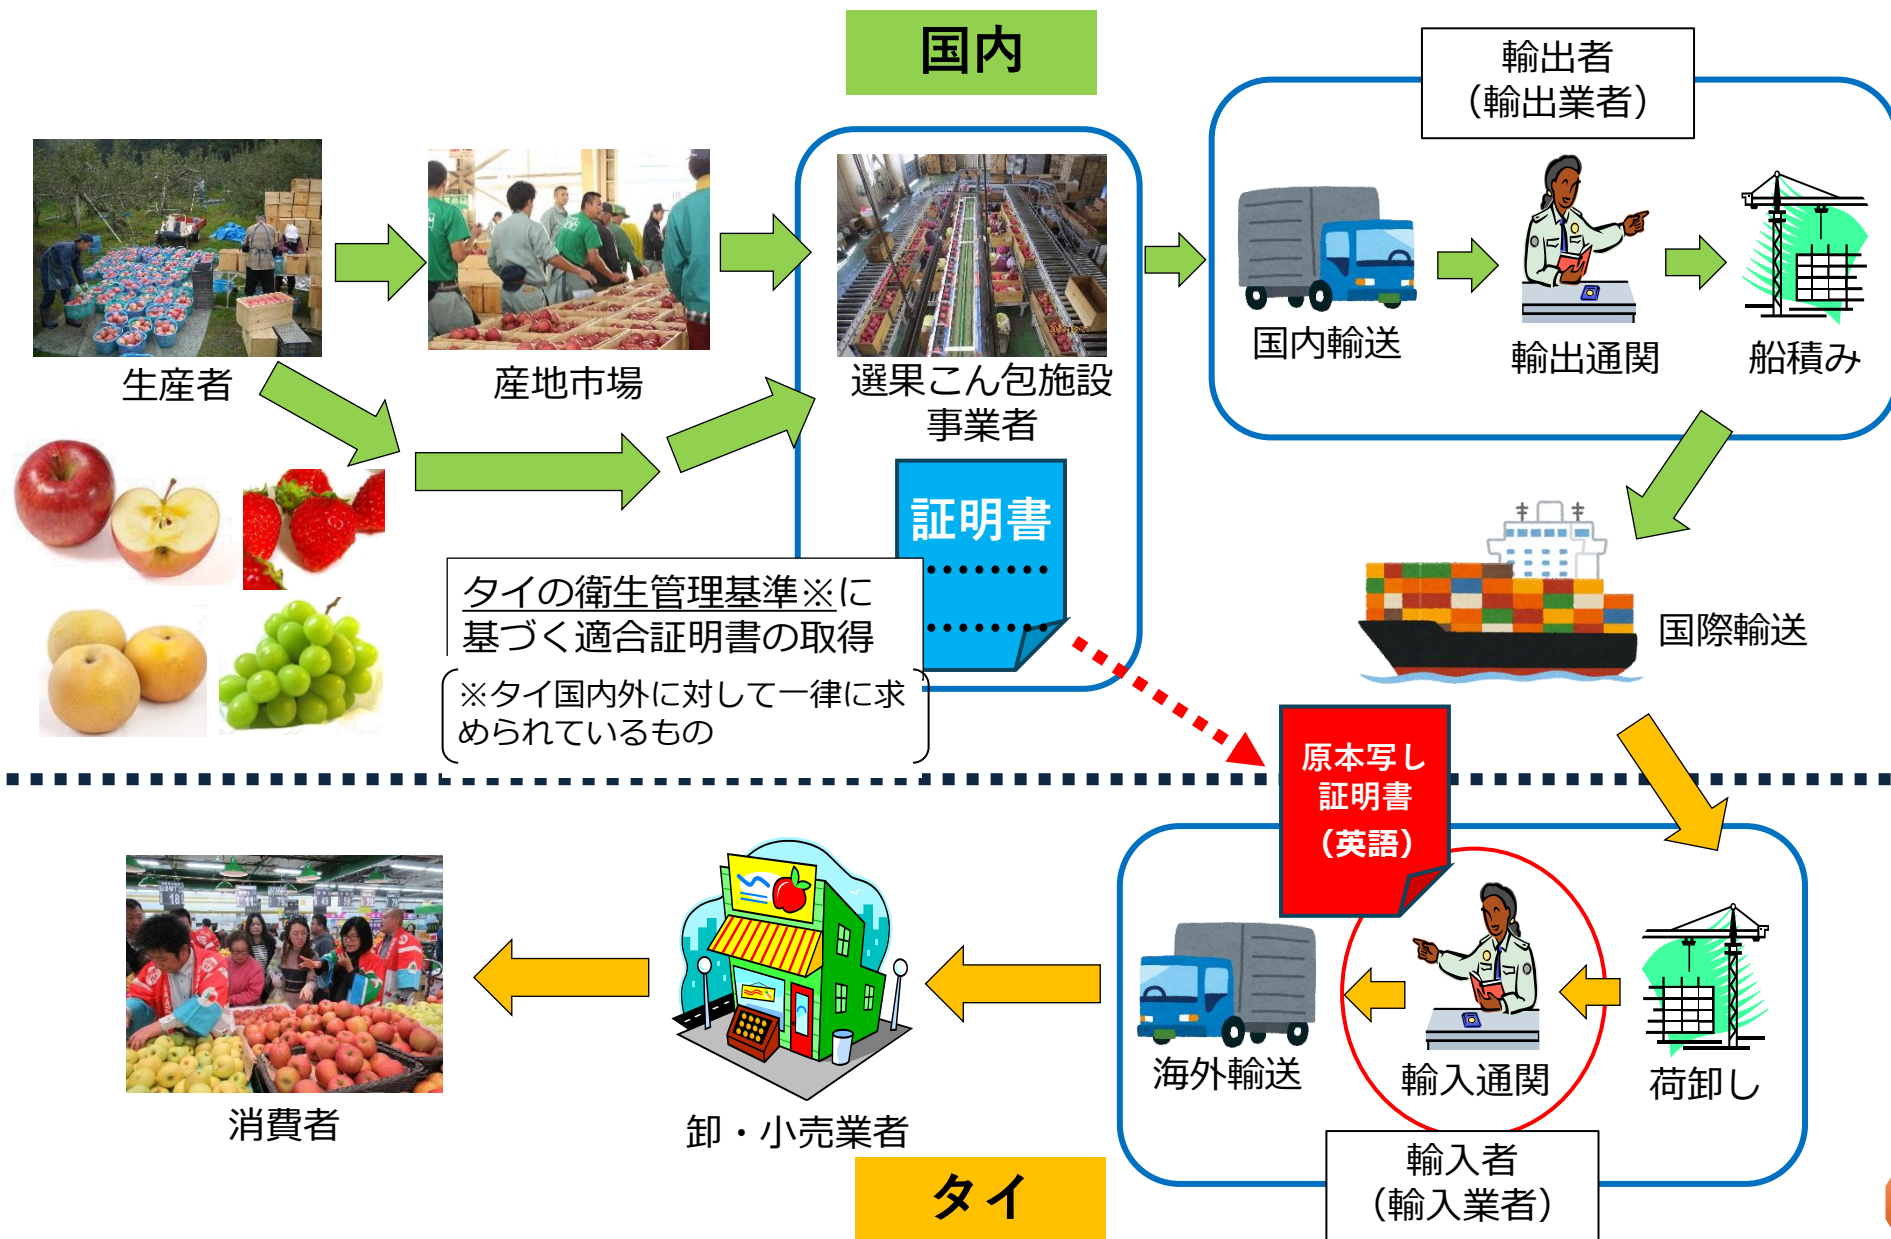 国内
輸出者
（輸出業者）
生産者
産地市場
選果こん包施設
事業者
国内輸送
輸出通関
船積み
証明書
タイの衛生管理基準※に
基づく適合証明書の取得
※タイ国内外に対して一律に求
められているもの
国際輸送
原本写し
証明書
（英語）
消費者
卸・小売業者
海外輸送
輸入通関
荷卸し
輸入者
（輸入業者）
タイ